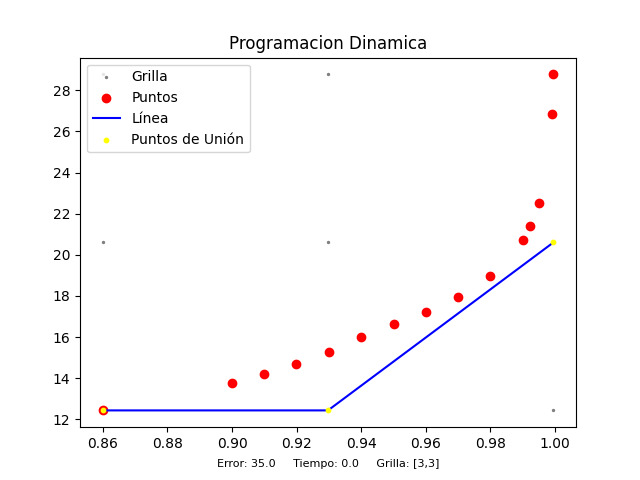 Programacion Dinamica
Grilla
Puntos
Línea
Puntos de Unión
28
26
24
22
20
18
16
14
12
0.86 0.88 0.90 0.92 0.94 0.96 0.98 1.00
Error: 35.0 Tiempo: 0.0 Grilla: [3,3]